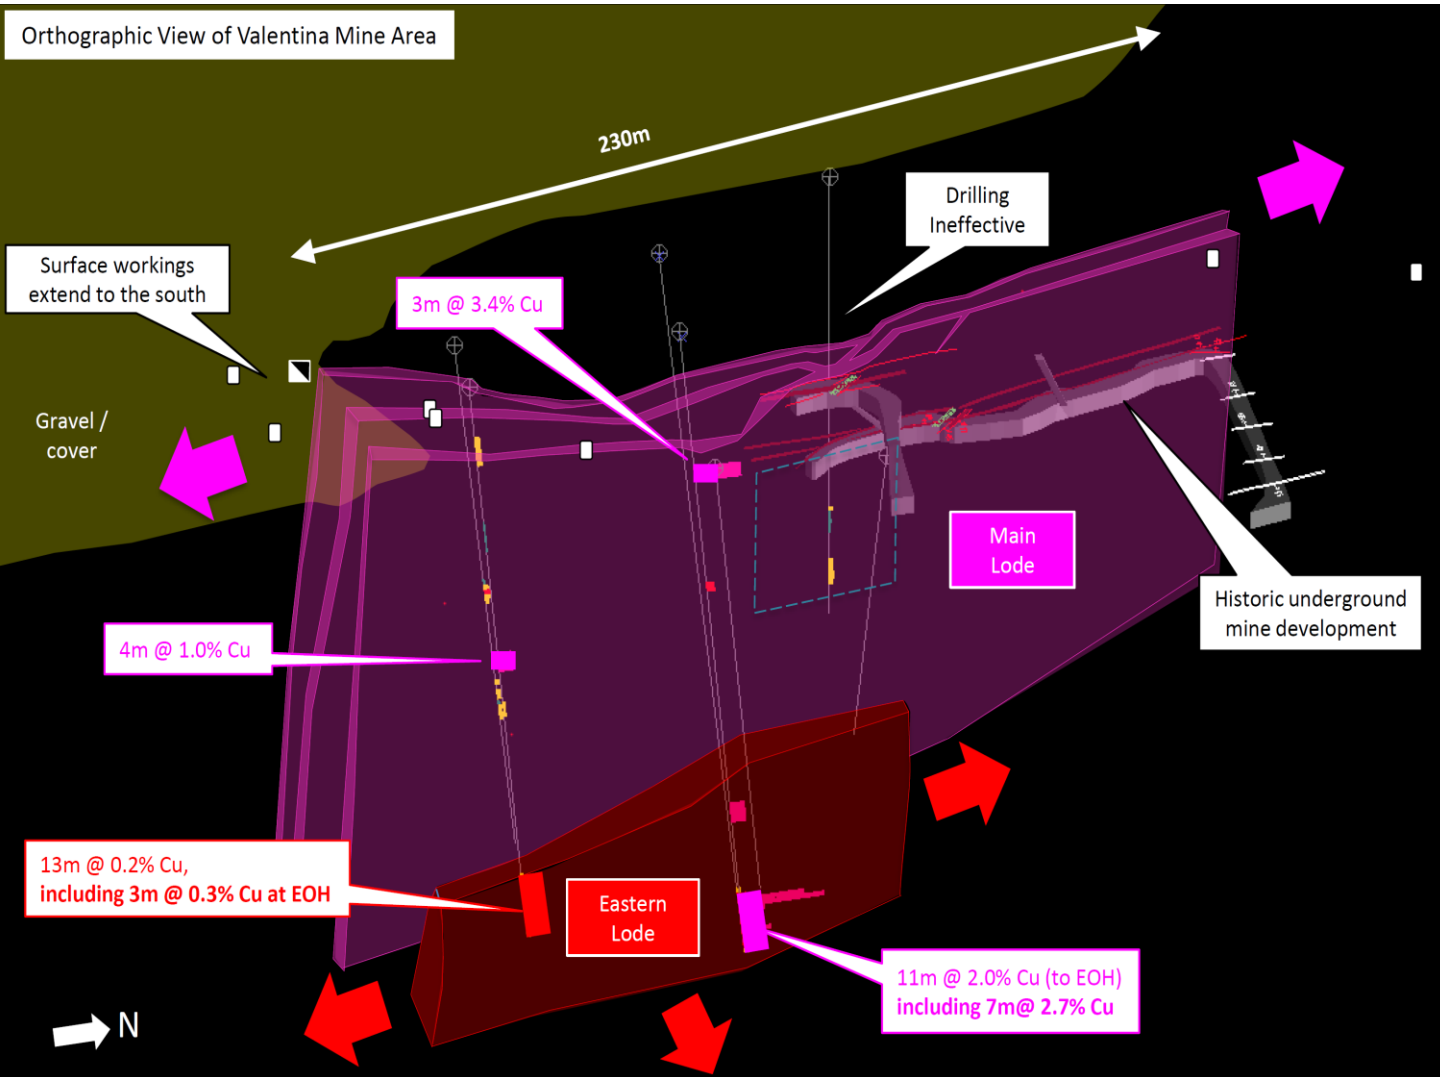 Orthographic View of Valentina Mine Area
230m
Drilling
Ineffective
Surface workings
extend to the south
3m @ 3.4% Cu
Gravel /
cover
Main
Lode
Historic underground
mine development
4m @ 1.0% Cu
13m @ 0.2% Cu,
including 3m @ 0.3% Cu at EOH
Eastern
Lode
11m @ 2.0% Cu (to EOH)
including 7m@ 2.7% Cu
N